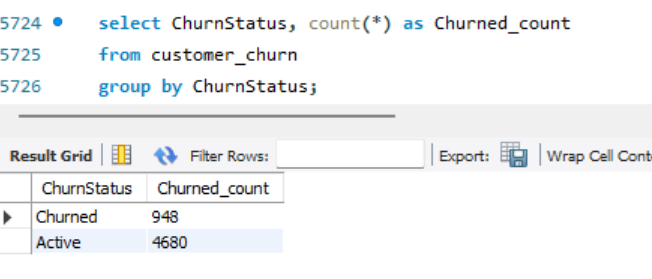 5724 select ChurnStatus, count(*) as Churned_count
5725 from customer_churn
5726 group by ChurnStatus;
Result Grid Filter Rows: Export: Wrap Cell Conte
ChurnStatus Churned_count
Churned 948
Active 4680